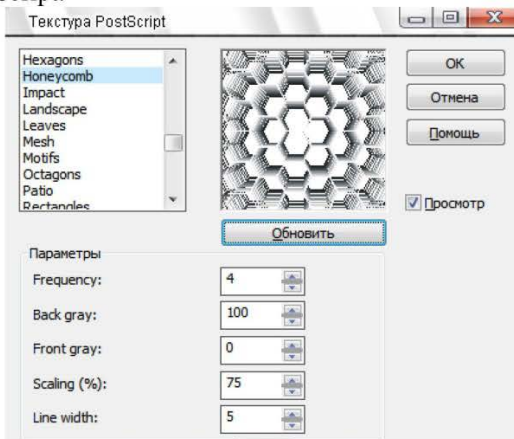 Текстура PostScript
Hexagons
Honeycomb
Impact
Landscape
Leaves
Mesh
Motifs
Octagons
Patio
Rectangles
OK
Отмена
Помощь
Просмотр
Обновить
Параметры
Frequency: 4
Back gray: 100
Front gray: 0
Scaling (%): 75
Line width: 5